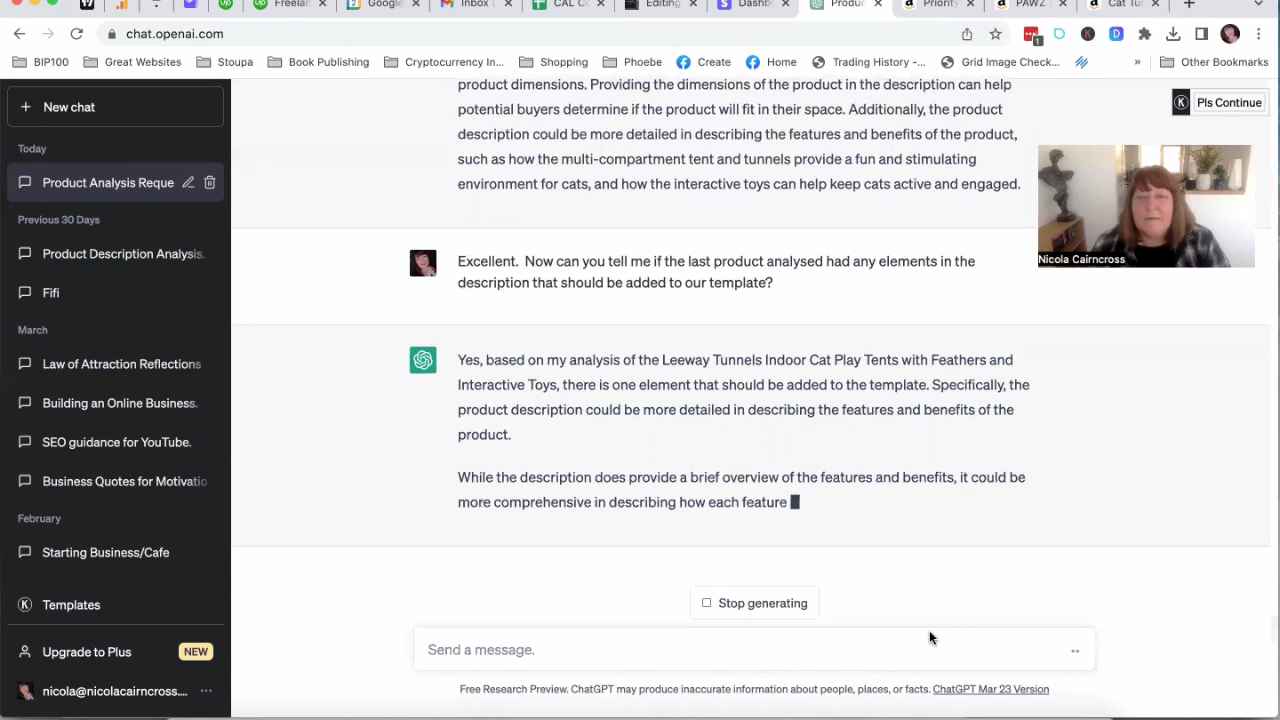 Freelan
Google
Inbox (
CAL C
Editing
Dashb
Produc
Priority
PAWZ
Cat Tu
chat.openai.com
1
BIP100
Great Websites
Stoupa
Book Publishing
Cryptocurrency In...
Shopping
Phoebe
Create
Home
Trading History -...
Grid Image Check...
»
Other Bookmarks
+ New chat
Today
Product Analysis Reque
Previous 30 Days
Product Description Analysis.
Fifi
March
Law of Attraction Reflections
Building an Online Business.
SEO guidance for YouTube.
Business Quotes for Motivatio
February
Starting Business/Cafe
Templates
Upgrade to Plus
NEW
nicola@nicolacairncross....
product dimensions. Providing the dimensions of the product in the description can help
potential buyers determine if the product will fit in their space. Additionally, the product
description could be more detailed in describing the features and benefits of the product,
such as how the multi-compartment tent and tunnels provide a fun and stimulating
environment for cats, and how the interactive toys can help keep cats active and engaged.
K Pls Continue
Nicola Cairncross
Excellent. Now can you tell me if the last product analysed had any elements in the
description that should be added to our template?
Yes, based on my analysis of the Leeway Tunnels Indoor Cat Play Tents with Feathers and
Interactive Toys, there is one element that should be added to the template. Specifically, the
product description could be more detailed in describing the features and benefits of the
product.
While the description does provide a brief overview of the features and benefits, it could be
more comprehensive in describing how each feature
Stop generating
Send a message.
Free Research Preview. ChatGPT may produce inaccurate information about people, places, or facts. ChatGPT Mar 23 Version